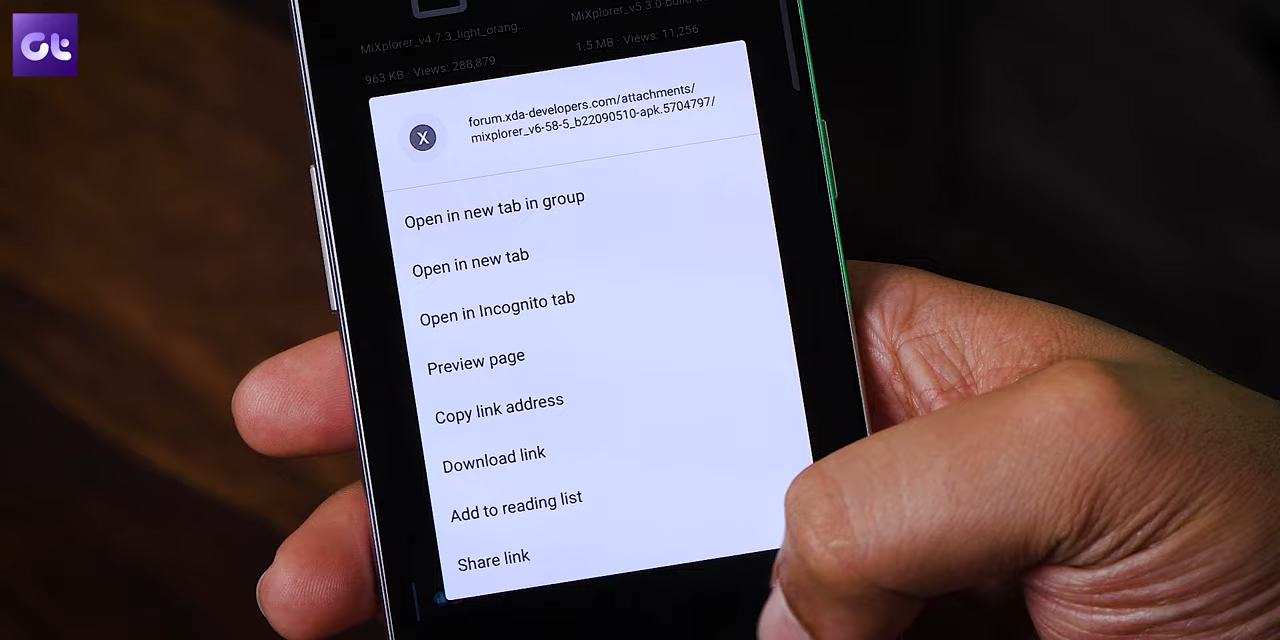 Gt
MiXplorer_v4.7.3_light_orang...
963 KB · Views: 288,879
MiXplorer_v5.3.0-build-
1.5 MB · Views: 11,256
X
forum.xda-developers.com/attachments/
mixplorer_v6-58-5_b22090510-apk.5704797/
Open in new tab in group
Open in new tab
Open in Incognito tab
Preview page
Copy link address
Download link
Add to reading list
Share link